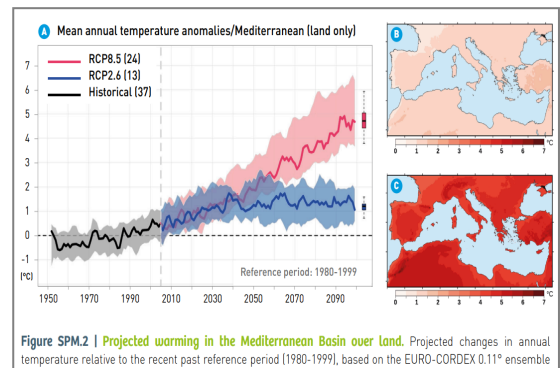 A Mean annual temperature anomalies/Mediterranean (land only)
RCP8.5 (24)
RCP2.6 (13)
Historical (37)
7
6
5
4
3
2
1
0
-1
(°C)
1950 1970 1990 2010 2030 2050 2070 2090
Reference period: 1980-1999
B
°C
0 1 2 3 4 5 6 7
C
°C
0 1 2 3 4 5 6 7
Figure SPM.2 | Projected warming in the Mediterranean Basin over land. Projected changes in annual
temperature relative to the recent past reference period (1980-1999), based on the EURO-CORDEX 0.11° ensemble